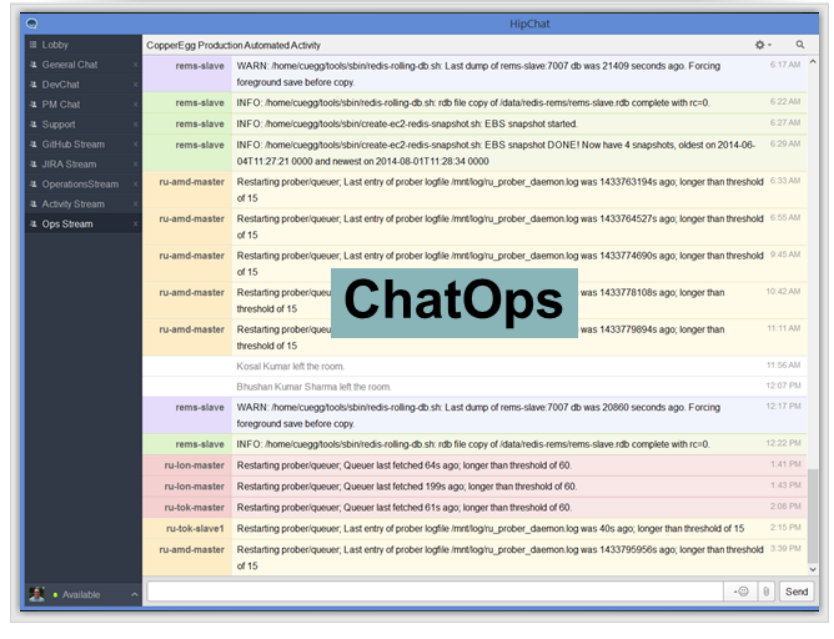 HipChat
Lobby
General Chat ×
DevChat ×
PM Chat ×
Support ×
GitHub Stream ×
JIRA Stream ×
OperationsStream ×
Activity Stream ×
Ops Stream ×
Available
CopperEgg Production Automated Activity
rems-slave WARN: /home/cuegg/tools/sbin/redis-rolling-db.sh: Last dump of rems-slave:7007 db was 21409 seconds ago. Forcing 6:17 AM
foreground save before copy.
rems-slave INFO: /home/cuegg/tools/sbin/redis-rolling-db.sh: rdb file copy of /data/redis-rems/rems-slave.rdb complete with rc=0. 6:22 AM
rems-slave INFO: /home/cuegg/tools/sbin/create-ec2-redis-snapshot.sh: EBS snapshot started. 6:27 AM
rems-slave INFO: /home/cuegg/tools/sbin/create-ec2-redis-snapshot.sh: EBS snapshot DONE! Now have 4 snapshots, oldest on 2014-06- 6:29 AM
04T11:27:21 0000 and newest on 2014-08-01T11:28:34 0000
ru-amd-master Restarting prober/queuer; Last entry of prober logfile /mnt/log/ru_prober_daemon.log was 1433763194s ago; longer than threshold 6:33 AM
of 15
ru-amd-master Restarting prober/queuer; Last entry of prober logfile /mnt/log/ru_prober_daemon.log was 1433764527s ago; longer than threshold 6:55 AM
of 15
ru-amd-master Restarting prober/queuer; Last entry of prober logfile /mnt/log/ru_prober_daemon.log was 1433774690s ago; longer than threshold 9:45 AM
of 15
ru-amd-master Restarting prober/queu was 1433778108s ago; longer than 10:42 AM
threshold of 15
ChatOps
ru-amd-master Restarting prober/queu was 1433779894s ago; longer than 11:11 AM
threshold of 15
Kosal Kumar left the room. 11:56 AM
Bhushan Kumar Sharma left the room. 12:07 PM
rems-slave WARN: /home/cuegg/tools/sbin/redis-rolling-db.sh: Last dump of rems-slave:7007 db was 20860 seconds ago. Forcing 12:17 PM
foreground save before copy.
rems-slave INFO: /home/cuegg/tools/sbin/redis-rolling-db.sh: rdb file copy of /data/redis-rems/rems-slave.rdb complete with rc=0. 12:22 PM
ru-lon-master Restarting prober/queuer; Queuer last fetched 64s ago; longer than threshold of 60. 1:41 PM
ru-lon-master Restarting prober/queuer; Queuer last fetched 199s ago; longer than threshold of 60. 1:43 PM
ru-tok-master Restarting prober/queuer; Queuer last fetched 61s ago; longer than threshold of 60. 2:08 PM
ru-tok-slave1 Restarting prober/queuer; Last entry of prober logfile /mnt/log/ru_prober_daemon.log was 40s ago; longer than threshold of 15 2:15 PM
ru-amd-master Restarting prober/queuer; Last entry of prober logfile /mnt/log/ru_prober_daemon.log was 1433795956s ago; longer than threshold 3:39 PM
of 15
Send